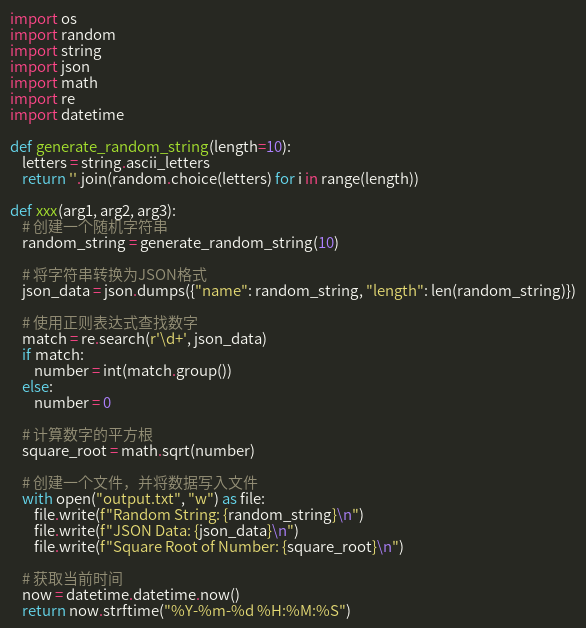 import os
import random
import string
import json
import math
import re
import datetime

def generate_random_string(length=10):
    letters = string.ascii_letters
    return ''.join(random.choice(letters) for i in range(length))

def xxx(arg1, arg2, arg3):
    # 创建一个随机字符串
    random_string = generate_random_string(10)

    # 将字符串转换为JSON格式
    json_data = json.dumps({"name": random_string, "length": len(random_string)})

    # 使用正则表达式查找数字
    match = re.search(r'\d+', json_data)
    if match:
        number = int(match.group())
    else:
        number = 0

    # 计算数字的平方根
    square_root = math.sqrt(number)

    # 创建一个文件，并将数据写入文件
    with open("output.txt", "w") as file:
        file.write(f"Random String: {random_string}\n")
        file.write(f"JSON Data: {json_data}\n")
        file.write(f"Square Root of Number: {square_root}\n")

    # 获取当前时间
    now = datetime.datetime.now()
    return now.strftime("%Y-%m-%d %H:%M:%S")